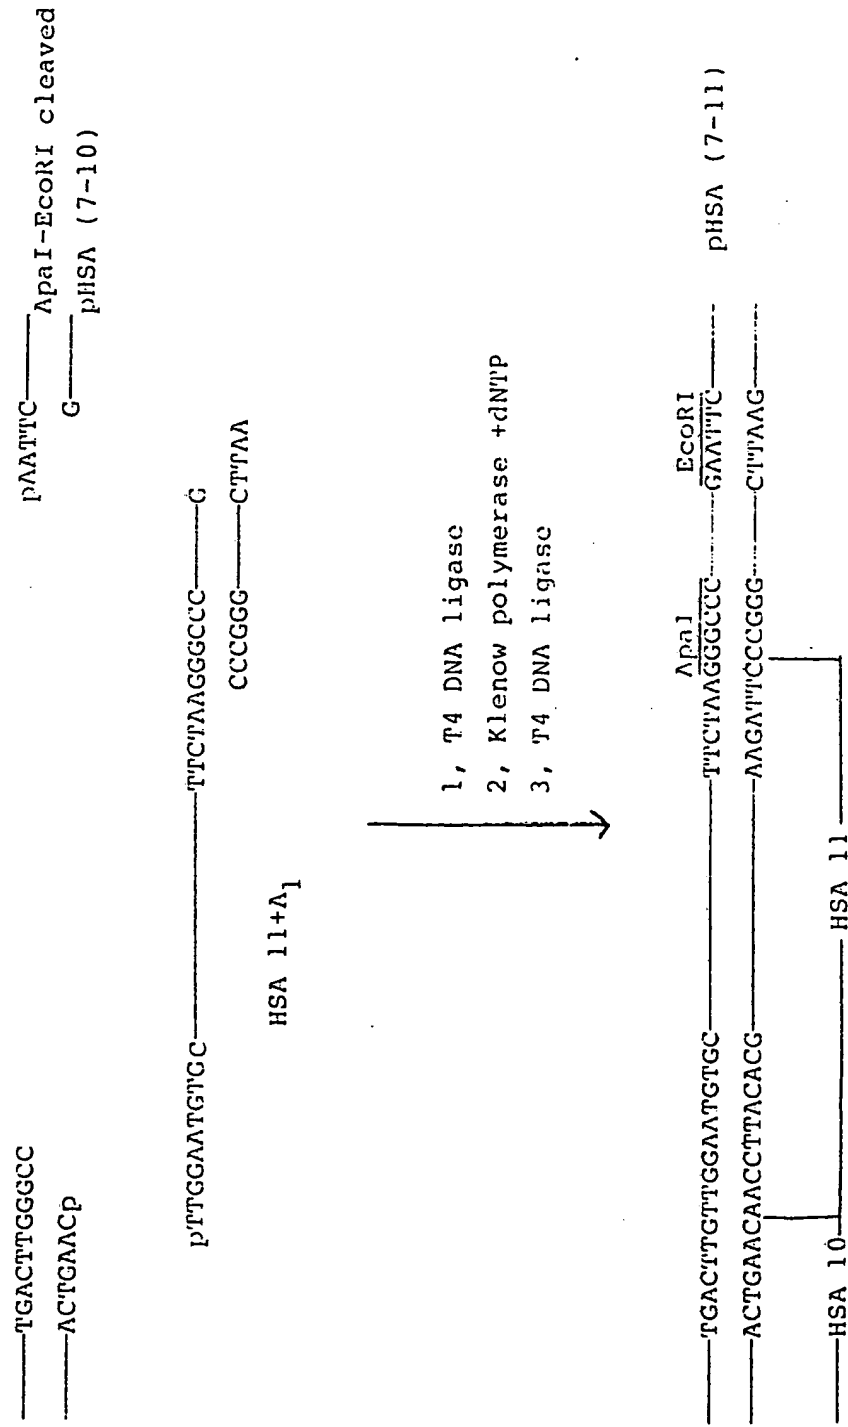 TGACTTGGGCC
pAATTC
ApaI-EcoRI cleaved
ACTGAACp
G
pHSA (7-10)
pTTGGAATGTGC
TTCTAAGGGCCC
G
CCCGGG
CTTAA
HSA 11+A1
1, T4 DNA ligase
2, Klenow polymerase +dNTP
3, T4 DNA ligase
ApaI
EcoRI
TGACTTGTTGGAATGTGC
TTCTAAGGGCCC
GAATTC
pHSA (7-11)
ACTGAACAACCTTACACG
AAGATTCCCGGG
CTTAAG
HSA 10
HSA 11